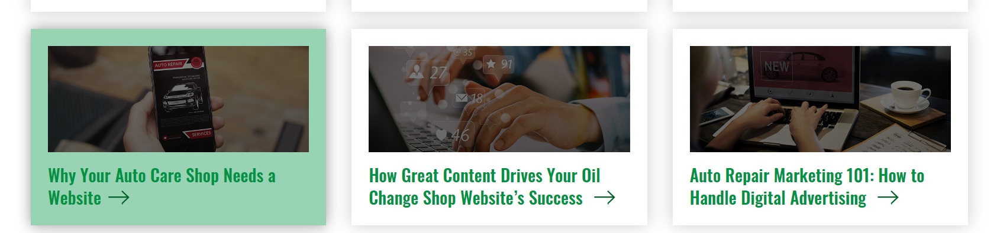 AUTO REPAIR
SERVICES
@ 35
91
27
18
46
NEW
Why Your Auto Care Shop Needs a
Website
How Great Content Drives Your Oil
Change Shop Website’s Success
Auto Repair Marketing 101: How to
Handle Digital Advertising